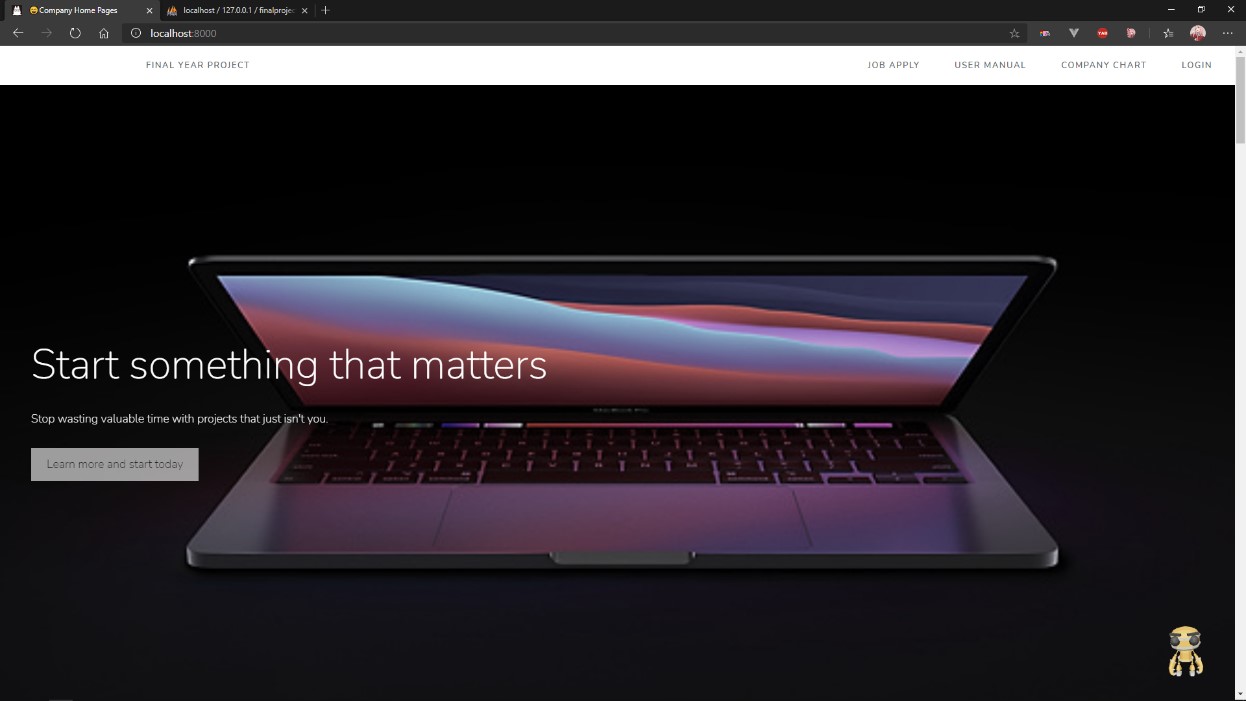 😀Company Home Pages
localhost / 127.0.0.1 / finalprojec
localhost:8000
FINAL YEAR PROJECT
JOB APPLY
USER MANUAL
COMPANY CHART
LOGIN
Start something that matters
Stop wasting valuable time with projects that just isn't you.
Learn more and start today